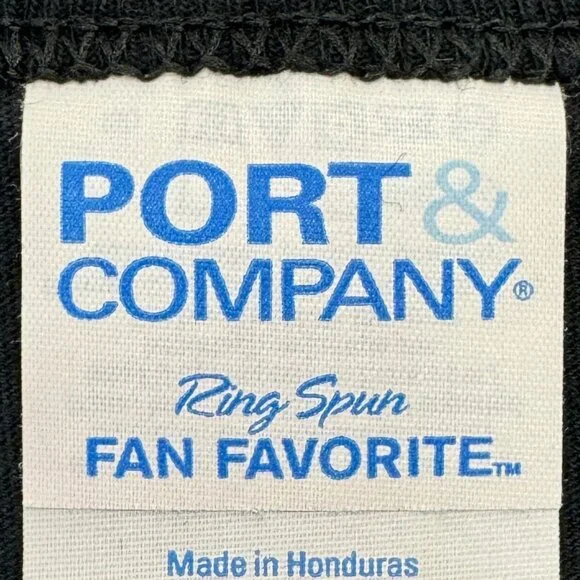 PORT &
COMPANY®
Ring Spun
FAN FAVORITE™
Made in Honduras